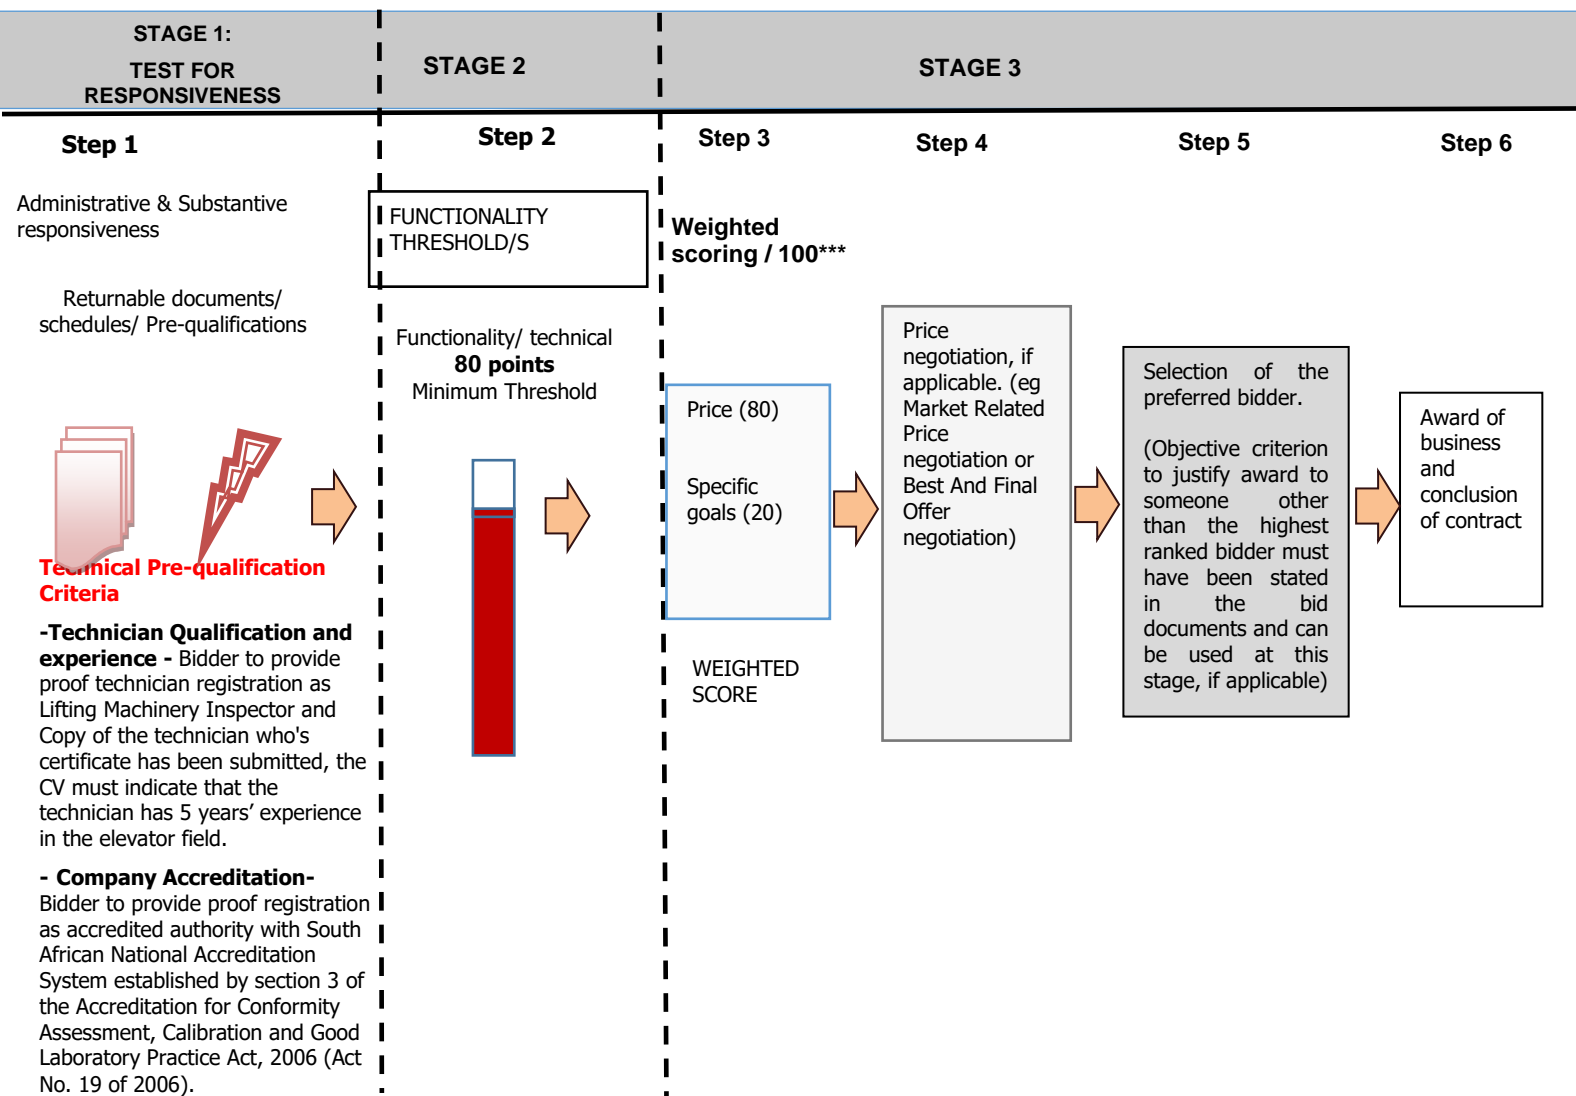 STAGE 1:
TEST FOR
RESPONSIVENESS
STAGE 2
STAGE 3
Step 1
Step 2
Step 3
Step 4
Step 5
Step 6
Administrative & Substantive
responsiveness
Returnable documents/
schedules/ Pre-qualifications
Technical Pre-qualification
Criteria
-Technician Qualification and
experience - Bidder to provide
proof technician registration as
Lifting Machinery Inspector and
Copy of the technician who's
certificate has been submitted, the
CV must indicate that the
technician has 5 years’ experience
in the elevator field.
- Company Accreditation-
Bidder to provide proof registration
as accredited authority with South
African National Accreditation
System established by section 3 of
the Accreditation for Conformity
Assessment, Calibration and Good
Laboratory Practice Act, 2006 (Act
No. 19 of 2006).
FUNCTIONALITY
THRESHOLD/S
Functionality/ technical
80 points
Minimum Threshold
Weighted
scoring / 100***
Price (80)
Specific
goals (20)
WEIGHTED
SCORE
Price
negotiation, if
applicable. (eg
Market Related
Price
negotiation or
Best And Final
Offer
negotiation)
Selection of the
preferred bidder.
(Objective criterion
to justify award to
someone other
than the highest
ranked bidder must
have been stated
in the bid
documents and can
be used at this
stage, if applicable)
Award of
business
and
conclusion
of contract